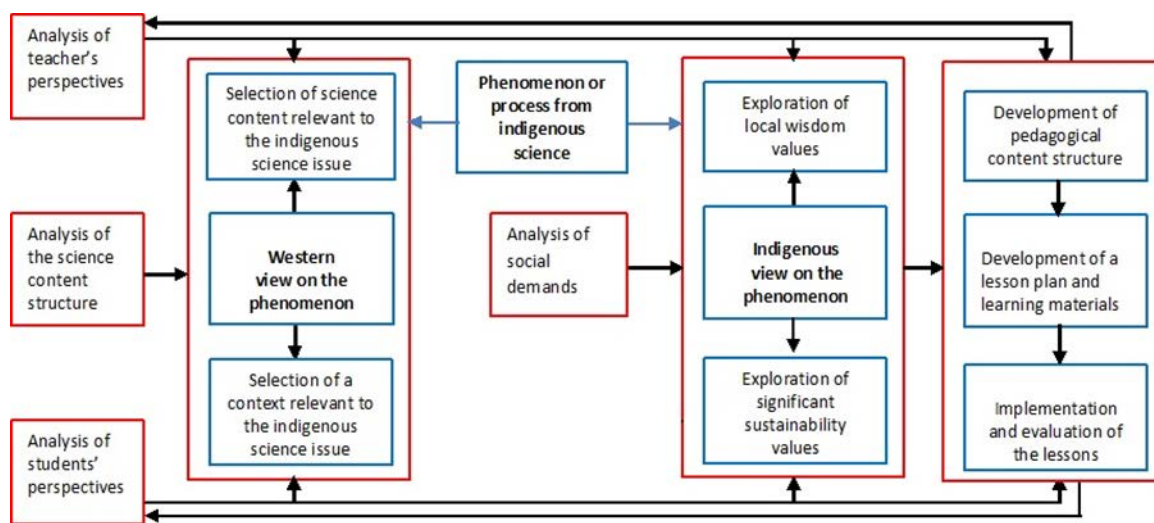 Analysis of
teacher's
perspectives
Analysis of
the science
content
structure
Analysis of
students'
perspectives
Selection of science
content relevant to
the indigenous
science issue
Western
view on the
phenomenon
Selection of a
context relevant to
the indigenous
science issue
Phenomenon or
process from
indigenous
science
Analysis of
social
demands
Exploration of
local wisdom
values
Indigenous
view on the
phenomenon
Exploration of
significant
sustainability
values
Development of
pedagogical
content structure
Development of a
lesson plan and
learning materials
Implementation
and evaluation of
the lessons